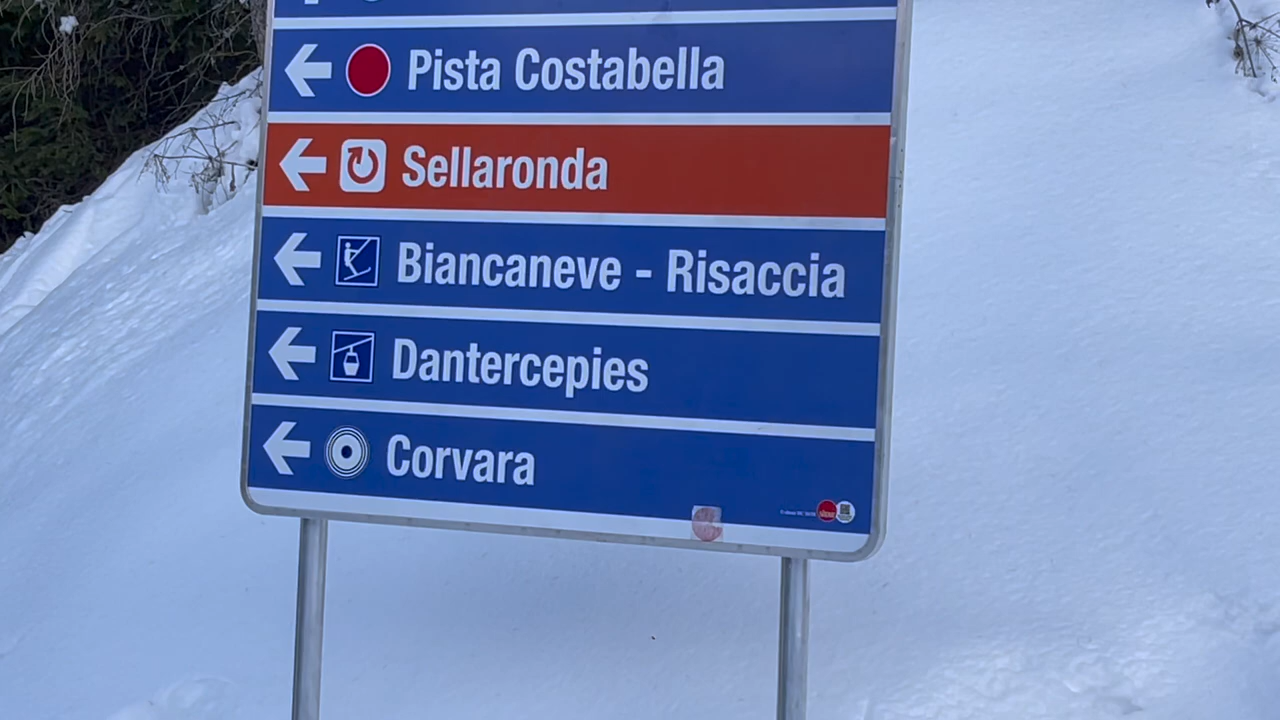 Pista Costabella
Sellaronda
Biancaneve - Risaccia
Dantercepies
Corvara